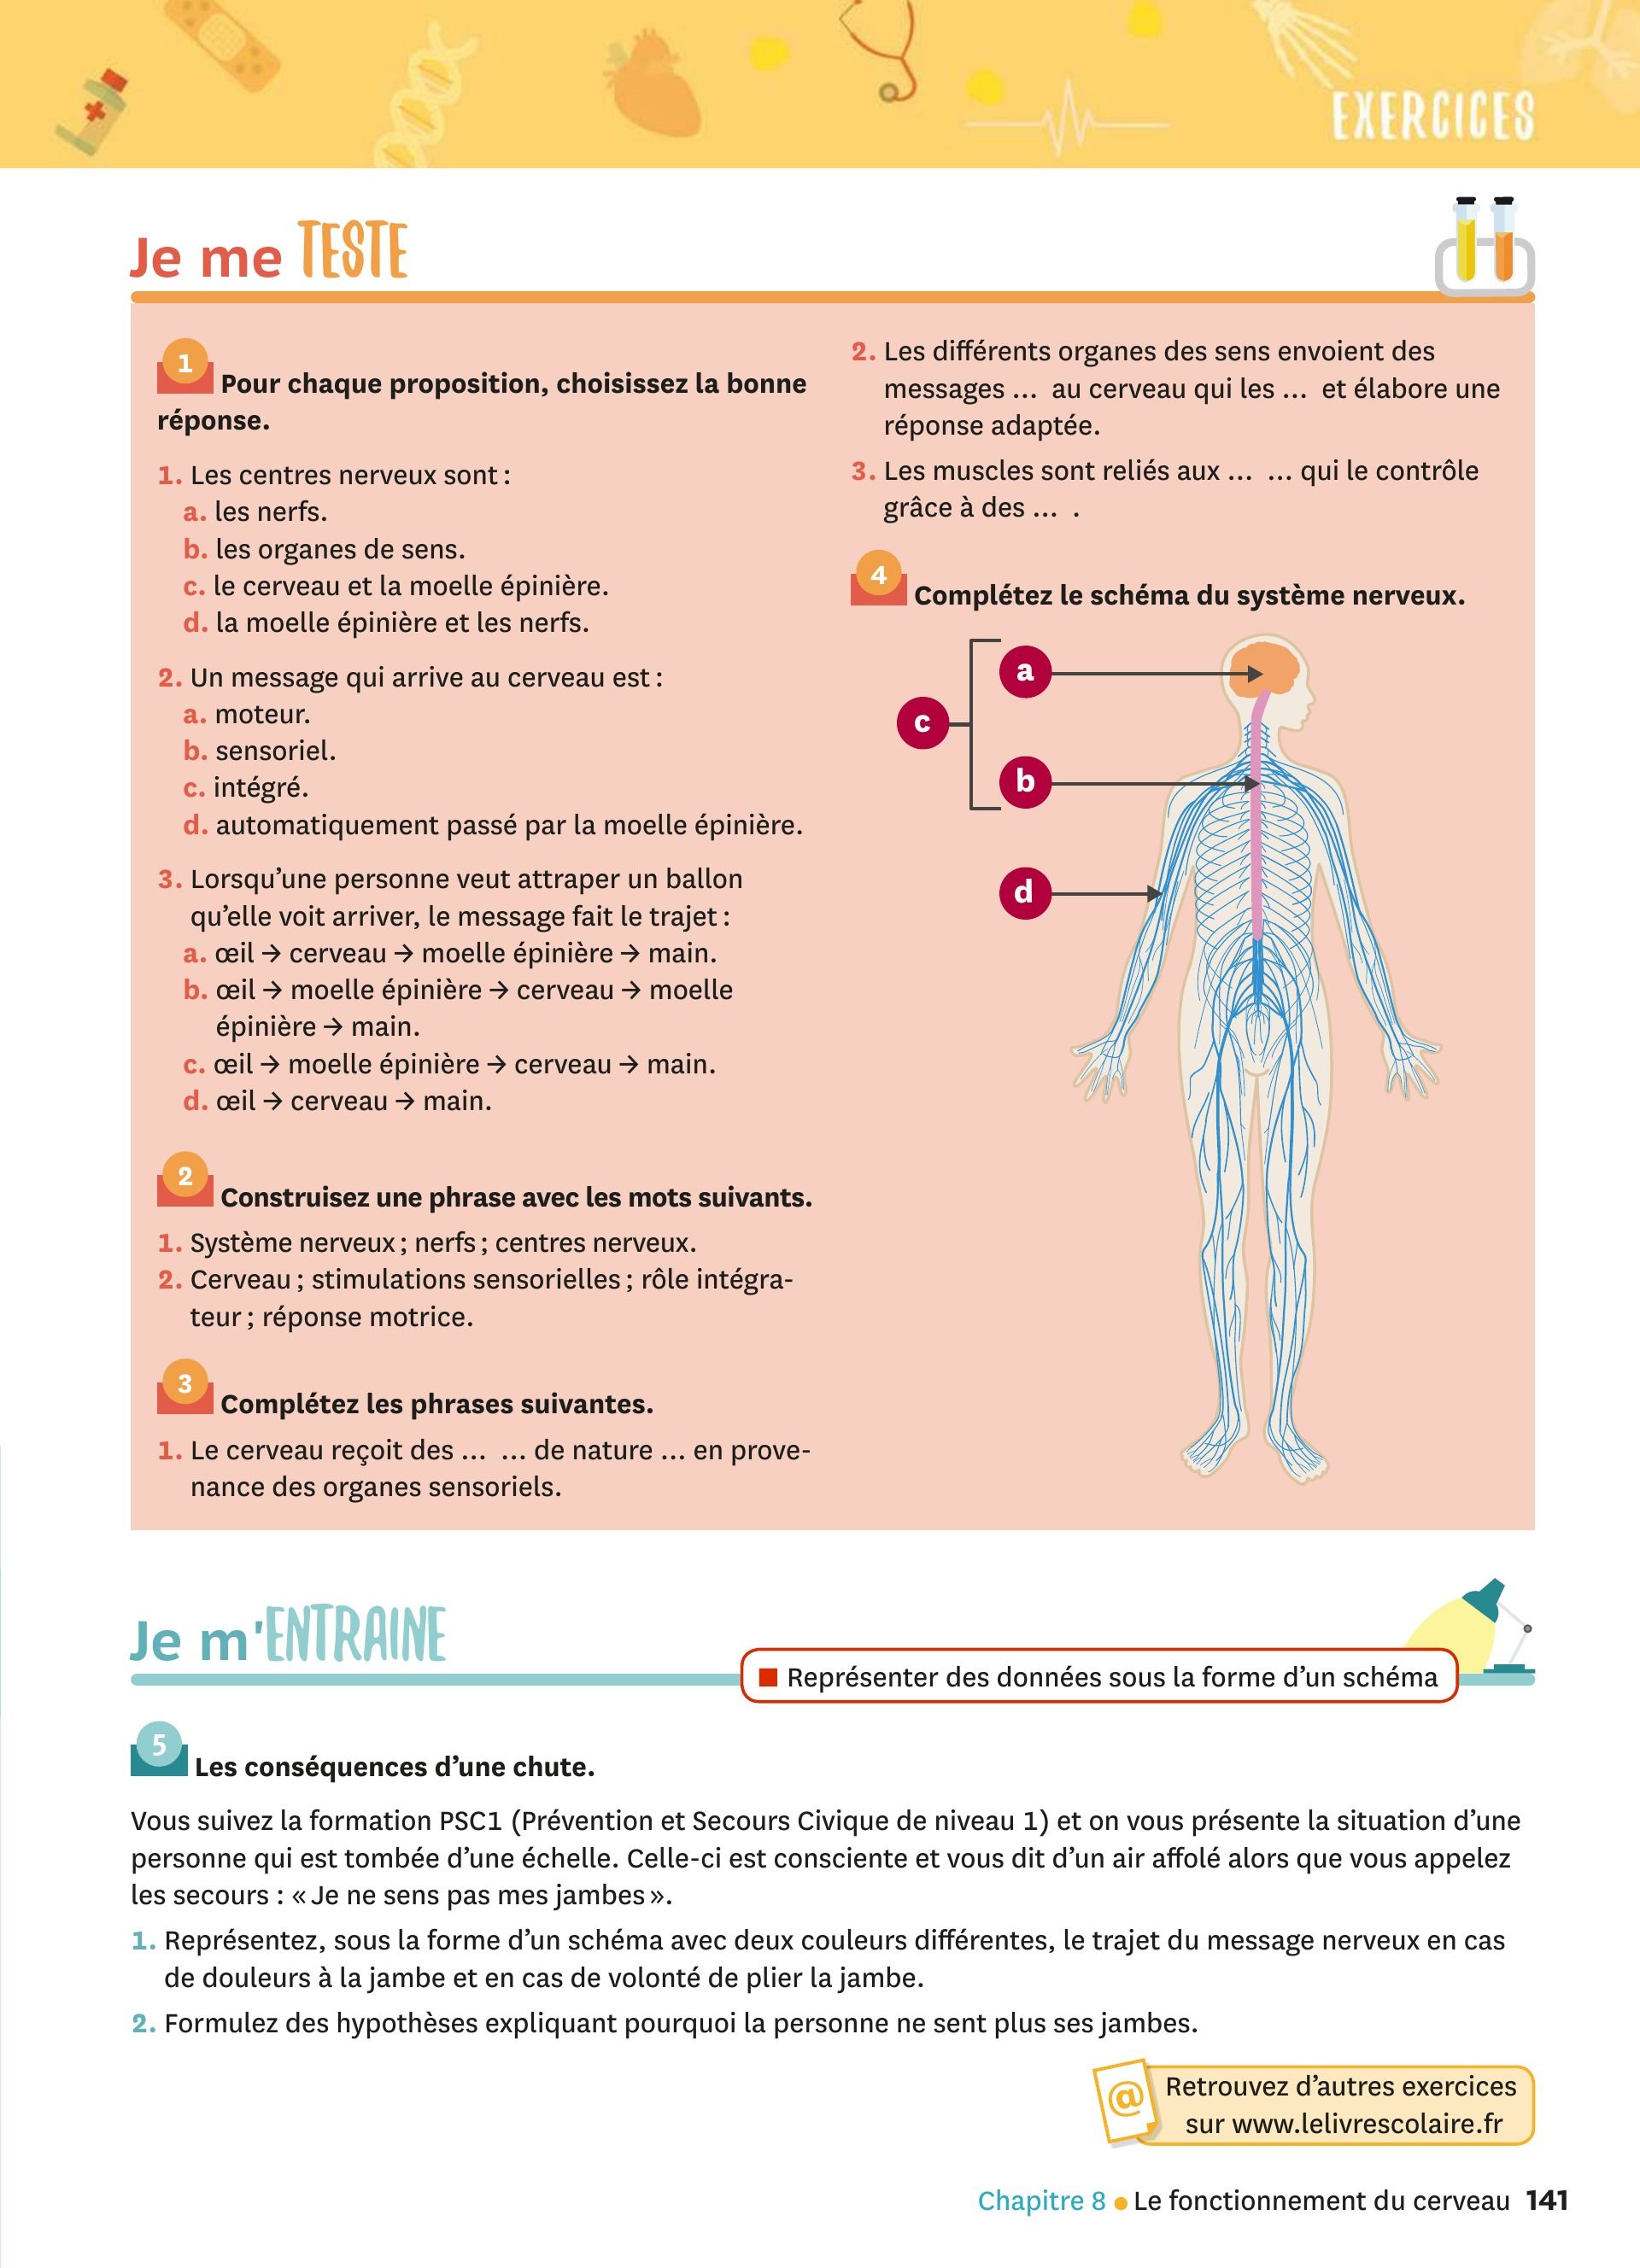 EXERCICES
Je me TESTE
1 Pour chaque proposition, choisissez la bonne
réponse.
1. Les centres nerveux sont :
a. les nerfs.
b. les organes de sens.
c. le cerveau et la moelle épinière.
d. la moelle épinière et les nerfs.
2. Un message qui arrive au cerveau est :
a. moteur.
b. sensoriel.
c. intégré.
d. automatiquement passé par la moelle épinière.
3. Lorsqu’une personne veut attraper un ballon
qu’elle voit arriver, le message fait le trajet :
a. œil → cerveau → moelle épinière → main.
b. œil → moelle épinière → cerveau → moelle
épinière → main.
c. œil → moelle épinière → cerveau → main.
d. œil → cerveau → main.
2 Construisez une phrase avec les mots suivants.
1. Système nerveux ; nerfs ; centres nerveux.
2. Cerveau ; stimulations sensorielles ; rôle intégra-
teur ; réponse motrice.
3 Complétez les phrases suivantes.
1. Le cerveau reçoit des ... ... de nature ... en prove-
nance des organes sensoriels.
2. Les différents organes des sens envoient des
messages ... au cerveau qui les ... et élabore une
réponse adaptée.
3. Les muscles sont reliés aux ... ... qui le contrôle
grâce à des ... .
4 Complétez le schéma du système nerveux.
a
c
b
d
Je m'ENTRAINE
Représenter des données sous la forme d’un schéma
5 Les conséquences d’une chute.
Vous suivez la formation PSC1 (Prévention et Secours Civique de niveau 1) et on vous présente la situation d’une
personne qui est tombée d’une échelle. Celle-ci est consciente et vous dit d’un air affolé alors que vous appelez
les secours : « Je ne sens pas mes jambes ».
1. Représentez, sous la forme d’un schéma avec deux couleurs différentes, le trajet du message nerveux en cas
de douleurs à la jambe et en cas de volonté de plier la jambe.
2. Formulez des hypothèses expliquant pourquoi la personne ne sent plus ses jambes.
@ Retrouvez d’autres exercices
sur www.lelivrescolaire.fr
Chapitre 8 ● Le fonctionnement du cerveau 141